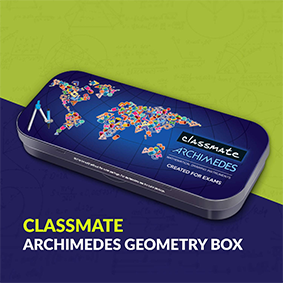 classmate
ARCHIMEDES
CREATED FOR EXAMS
CLASSMATE
ARCHIMEDES GEOMETRY BOX